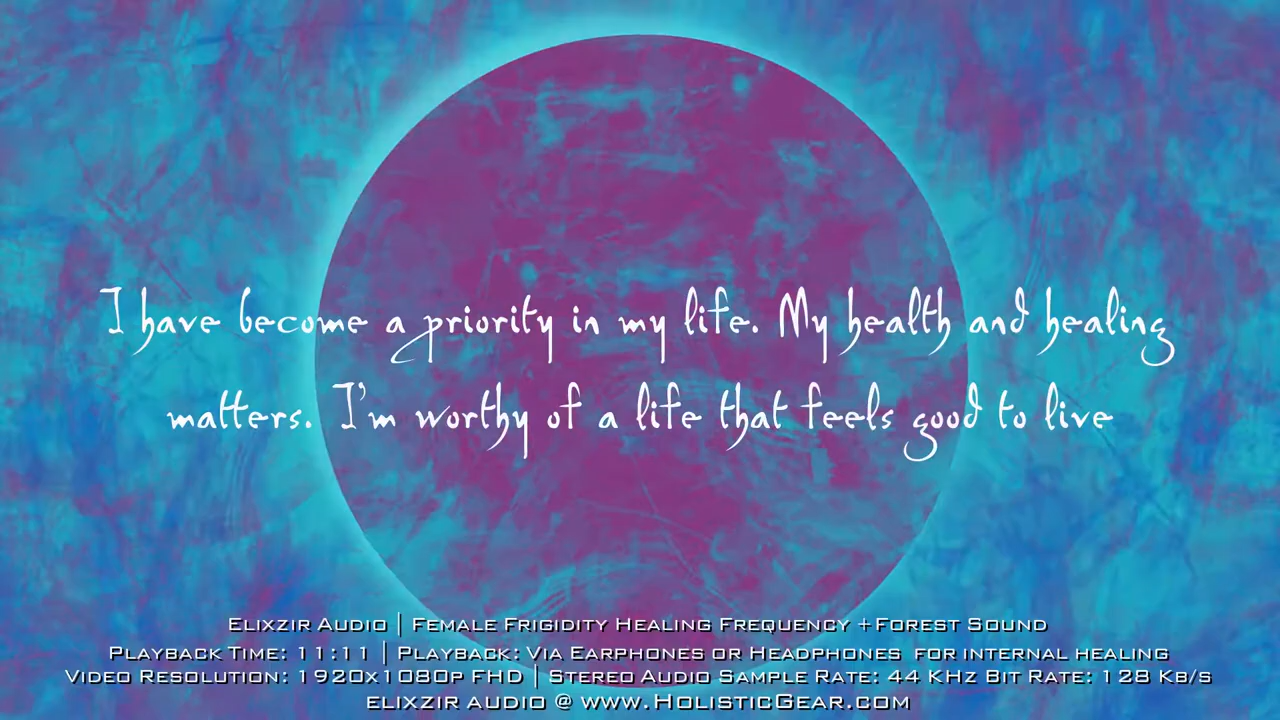 I have become a priority in my life. My health and healing
matters. I'm worthy of a life that feels good to live
Elixzir Audio | Female Frigidity Healing Frequency +Forest Sound
Playback Time: 11:11 | Playback: Via Earphones or Headphones for internal healing
Video Resolution: 1920x1080p FHD | Stereo Audio Sample Rate: 44 KHz Bit Rate: 128 Kb/s
elixzir audio @ www.HolisticGear.com